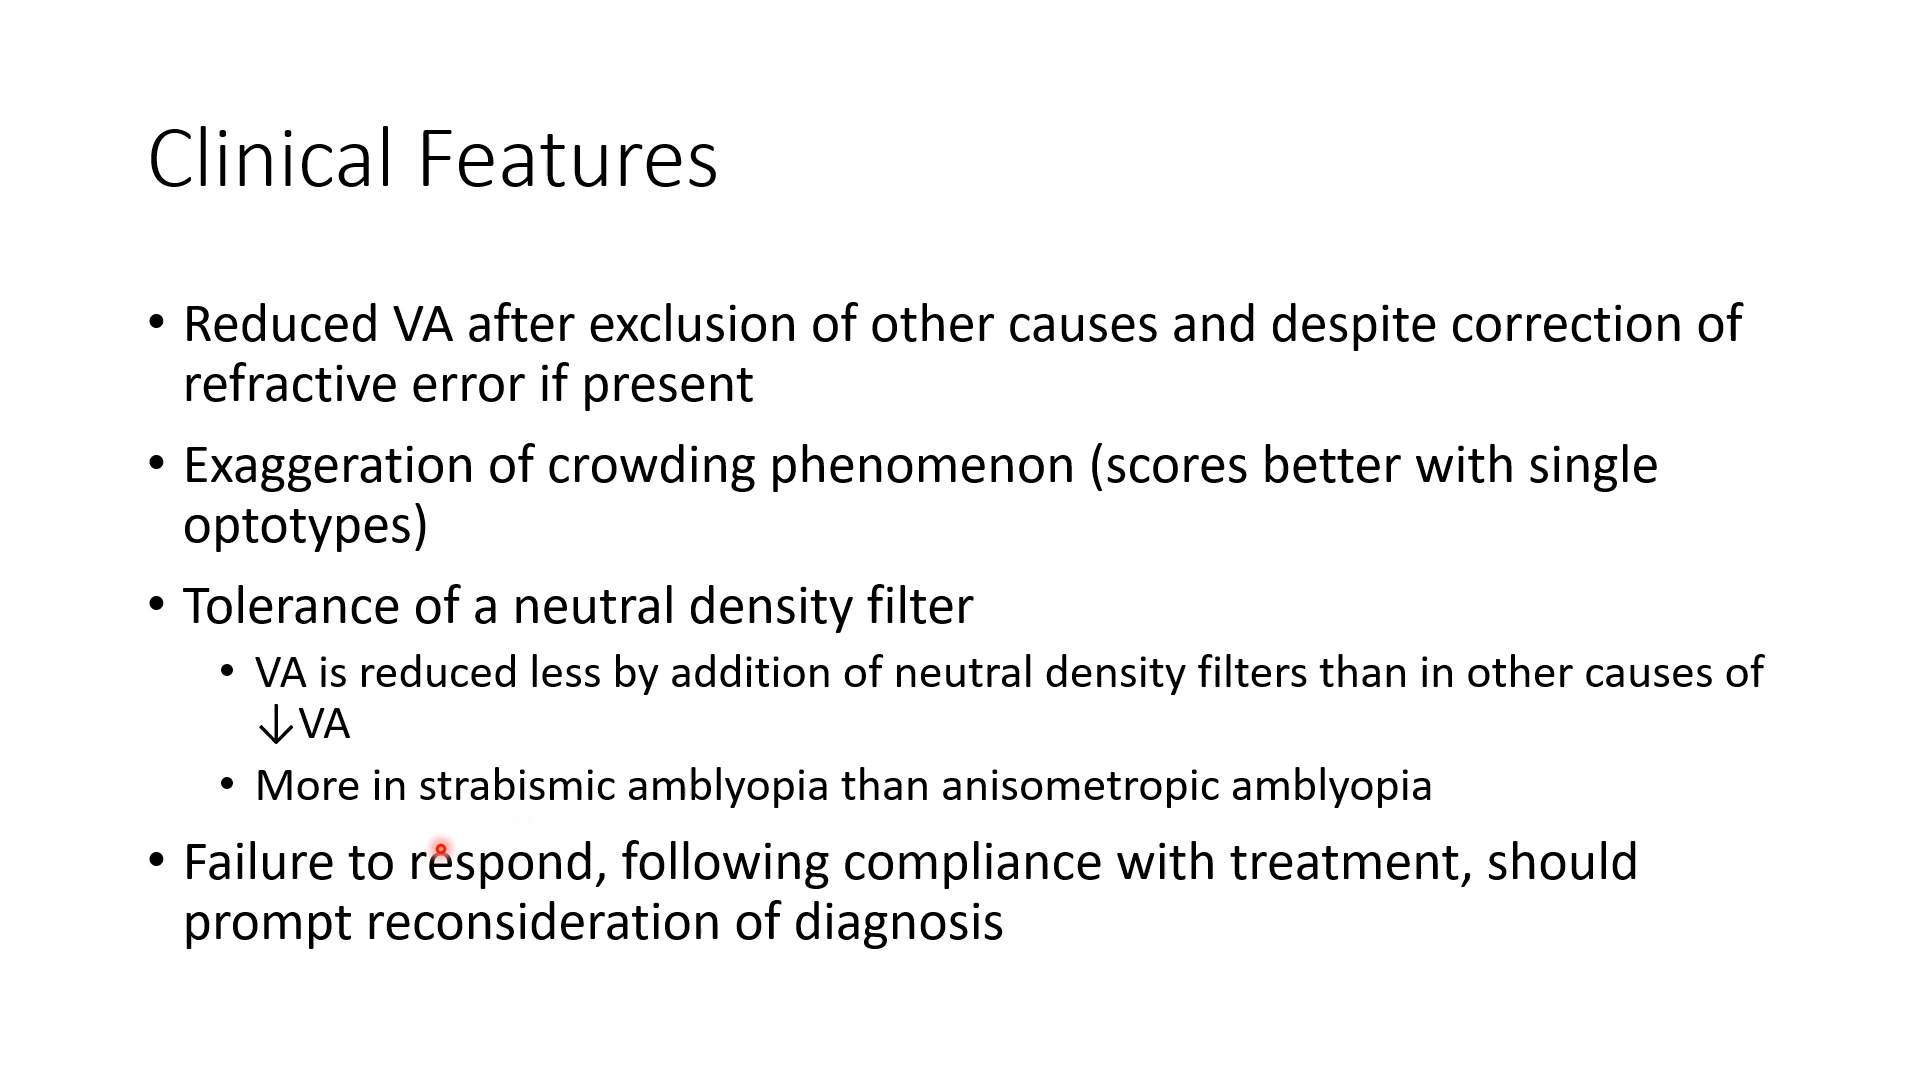 Clinical Features
• Reduced VA after exclusion of other causes and despite correction of
refractive error if present
• Exaggeration of crowding phenomenon (scores better with single
optotypes)
• Tolerance of a neutral density filter
• VA is reduced less by addition of neutral density filters than in other causes of
↓VA
• More in strabismic amblyopia than anisometropic amblyopia
• Failure to respond, following compliance with treatment, should
prompt reconsideration of diagnosis